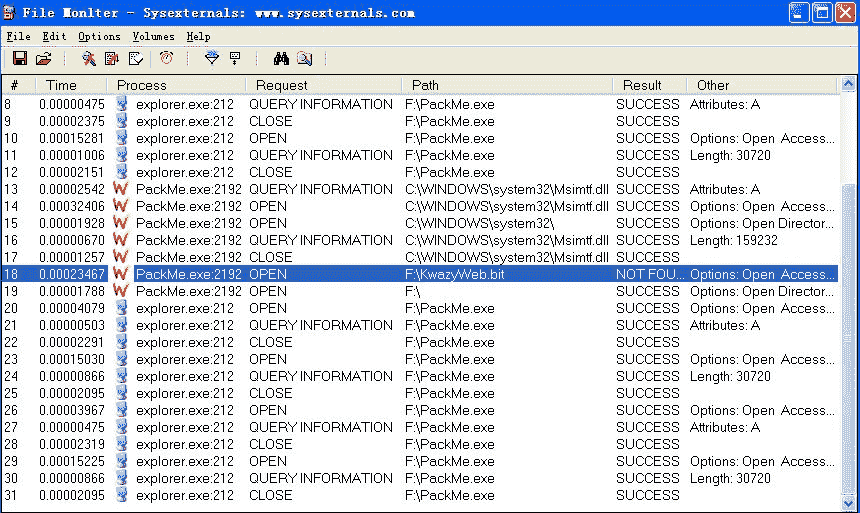 File Monlter - Sysexternals: www.sysexternals.com
File Edit Options Volumes Help
# Time Process Request Path Result Other
8 0.00000475 explorer.exe:212 QUERY INFORMATION F:\PackMe.exe SUCCESS Attributes: A
9 0.00002375 explorer.exe:212 CLOSE F:\PackMe.exe SUCCESS
10 0.00015281 explorer.exe:212 OPEN F:\PackMe.exe SUCCESS Options: Open Access...
11 0.00001006 explorer.exe:212 QUERY INFORMATION F:\PackMe.exe SUCCESS Length: 30720
12 0.00002151 explorer.exe:212 CLOSE F:\PackMe.exe SUCCESS
13 0.00002542 PackMe.exe:2192 QUERY INFORMATION C:\WINDOWS\system32\Msimtf.dll SUCCESS Attributes: A
14 0.00032406 PackMe.exe:2192 OPEN C:\WINDOWS\system32\Msimtf.dll SUCCESS Options: Open Access...
15 0.00001928 PackMe.exe:2192 OPEN C:\WINDOWS\system32\ SUCCESS Options: Open Director...
16 0.00000670 PackMe.exe:2192 QUERY INFORMATION C:\WINDOWS\system32\Msimtf.dll SUCCESS Length: 159232
17 0.00001257 PackMe.exe:2192 CLOSE C:\WINDOWS\system32\Msimtf.dll SUCCESS
18 0.00023467 PackMe.exe:2192 OPEN F:\KwazyWeb.bit NOT FOU... Options: Open Access...
19 0.00001788 PackMe.exe:2192 OPEN F:\ SUCCESS Options: Open Director...
20 0.00004079 explorer.exe:212 OPEN F:\PackMe.exe SUCCESS Options: Open Access...
21 0.00000503 explorer.exe:212 QUERY INFORMATION F:\PackMe.exe SUCCESS Attributes: A
22 0.00002291 explorer.exe:212 CLOSE F:\PackMe.exe SUCCESS
23 0.00015030 explorer.exe:212 OPEN F:\PackMe.exe SUCCESS Options: Open Access...
24 0.00000866 explorer.exe:212 QUERY INFORMATION F:\PackMe.exe SUCCESS Length: 30720
25 0.00002095 explorer.exe:212 CLOSE F:\PackMe.exe SUCCESS
26 0.00003967 explorer.exe:212 OPEN F:\PackMe.exe SUCCESS Options: Open Access...
27 0.00000475 explorer.exe:212 QUERY INFORMATION F:\PackMe.exe SUCCESS Attributes: A
28 0.00002319 explorer.exe:212 CLOSE F:\PackMe.exe SUCCESS
29 0.00015225 explorer.exe:212 OPEN F:\PackMe.exe SUCCESS Options: Open Access...
30 0.00000866 explorer.exe:212 QUERY INFORMATION F:\PackMe.exe SUCCESS Length: 30720
31 0.00002095 explorer.exe:212 CLOSE F:\PackMe.exe SUCCESS